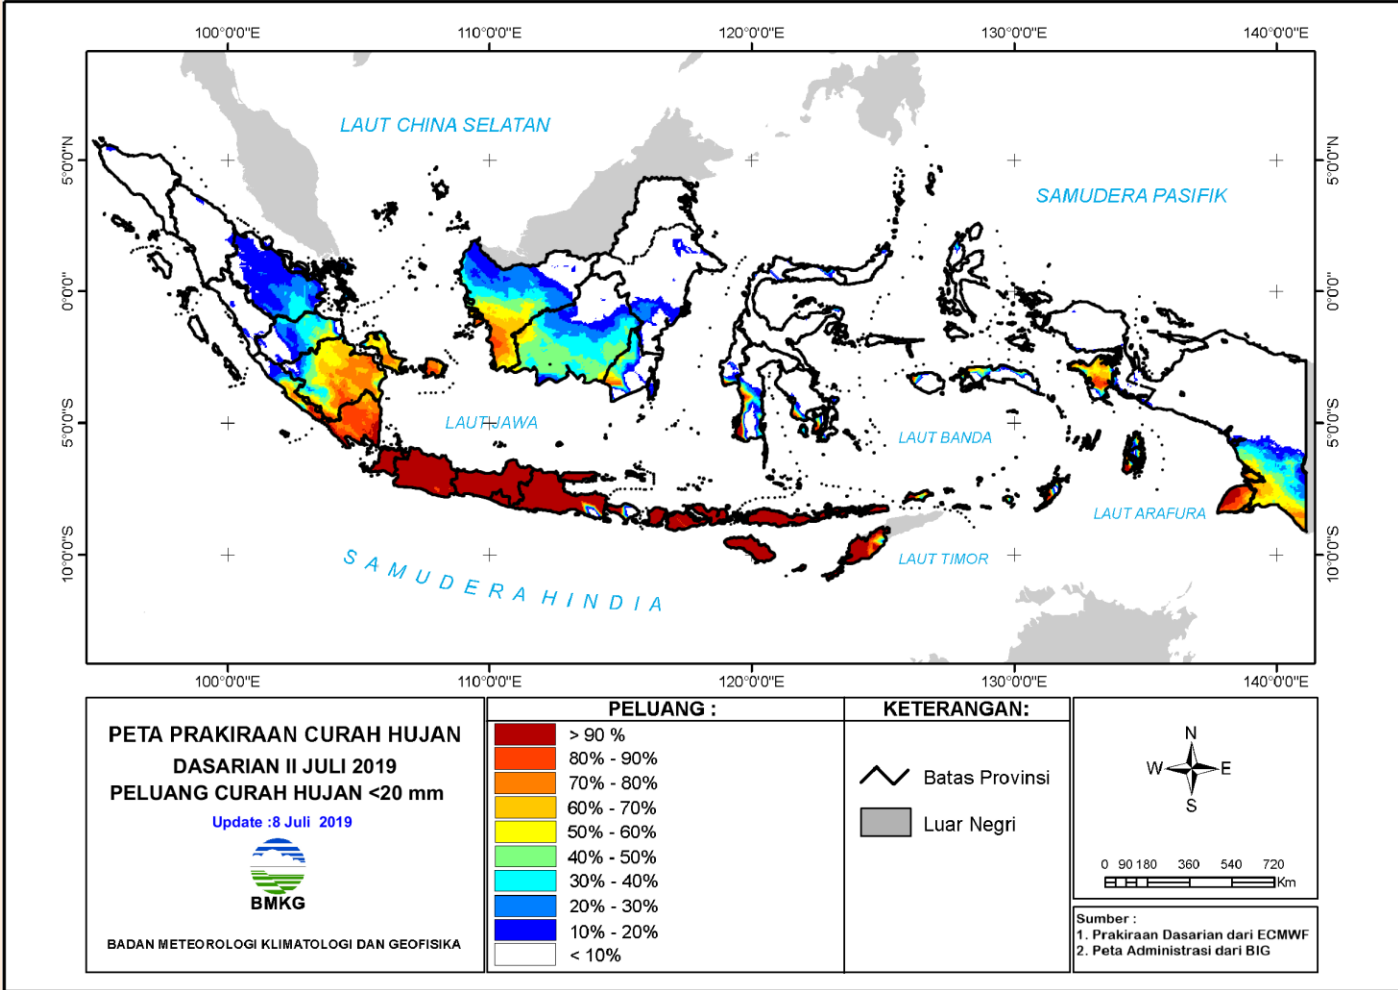 100°0'0"E 110°0'0"E 120°0'0"E 130°0'0"E 140°0'0"E
5°0'0"N
0°0'0"
5°0'0"S
10°0'0"S
LAUT CHINA SELATAN
SAMUDERA PASIFIK
LAUT JAWA
LAUT BANDA
LAUT ARAFURA
LAUT TIMOR
SAMUDERA HINDIA
5°0'0"N
0°0'0"
5°0'0"S
10°0'0"S
100°0'0"E 110°0'0"E 120°0'0"E 130°0'0"E 140°0'0"E
PETA PRAKIRAAN CURAH HUJAN
DASARIAN II JULI 2019
PELUANG CURAH HUJAN <20 mm
Update :8 Juli 2019
BMKG
BADAN METEOROLOGI KLIMATOLOGI DAN GEOFISIKA
PELUANG :
> 90 %
80% - 90%
70% - 80%
60% - 70%
50% - 60%
40% - 50%
30% - 40%
20% - 30%
10% - 20%
< 10%
KETERANGAN:
Batas Provinsi
Luar Negri
N
W E
S
0 90 180 360 540 720
Km
Sumber :
1. Prakiraan Dasarian dari ECMWF
2. Peta Administrasi dari BIG